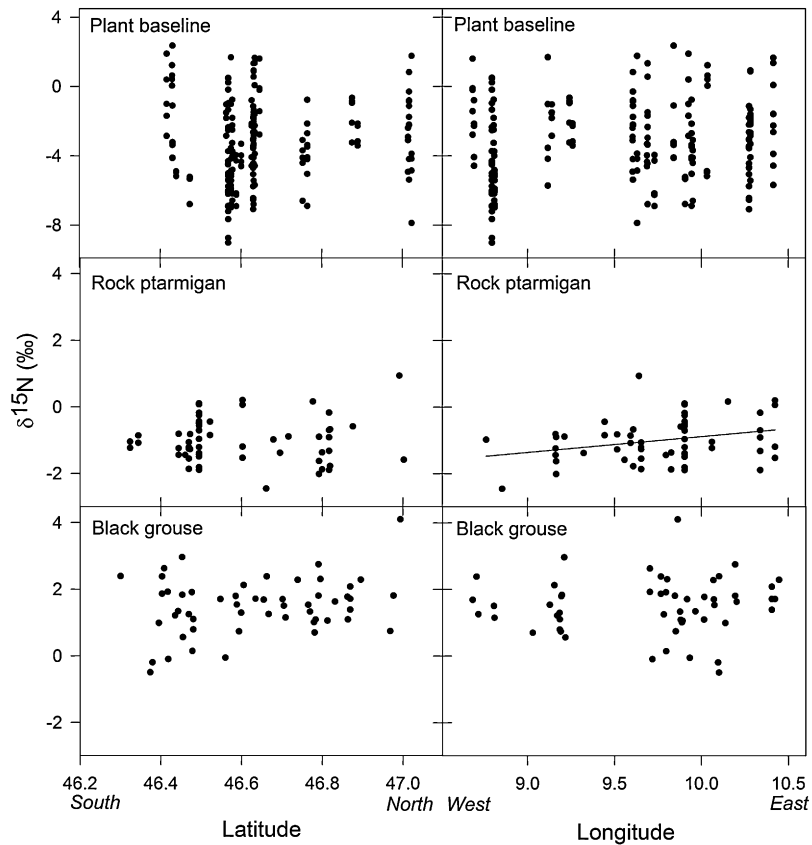 Plant baseline
Plant baseline
4
0
-4
-8
Rock ptarmigan
Rock ptarmigan
4
2
0
-2
δ15N (‰)
Black grouse
Black grouse
4
2
0
-2
46.2 46.4 46.6 46.8 47.0
9.0 9.5 10.0 10.5
South North
West East
Latitude
Longitude